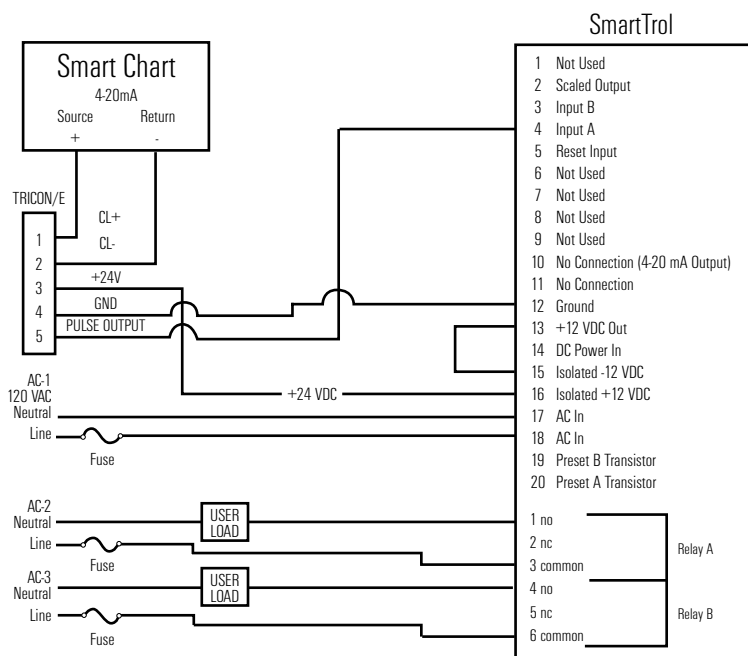 SmartTrol
Smart Chart
4-20mA
Source Return
+ -
TRICON/E
1
2
3
4
5
CL+
CL-
+24V
GND
PULSE OUTPUT
AC-1
120 VAC
Neutral
Line
Fuse
+24 VDC
1 Not Used
2 Scaled Output
3 Input B
4 Input A
5 Reset Input
6 Not Used
7 Not Used
8 Not Used
9 Not Used
10 No Connection (4-20 mA Output)
11 No Connection
12 Ground
13 +12 VDC Out
14 DC Power In
15 Isolated -12 VDC
16 Isolated +12 VDC
17 AC In
18 AC In
19 Preset B Transistor
20 Preset A Transistor
AC-2
Neutral
Line
Fuse
USER
LOAD
AC-3
Neutral
Line
Fuse
USER
LOAD
1 no
2 nc
3 common
4 no
5 nc
6 common
Relay A
Relay B